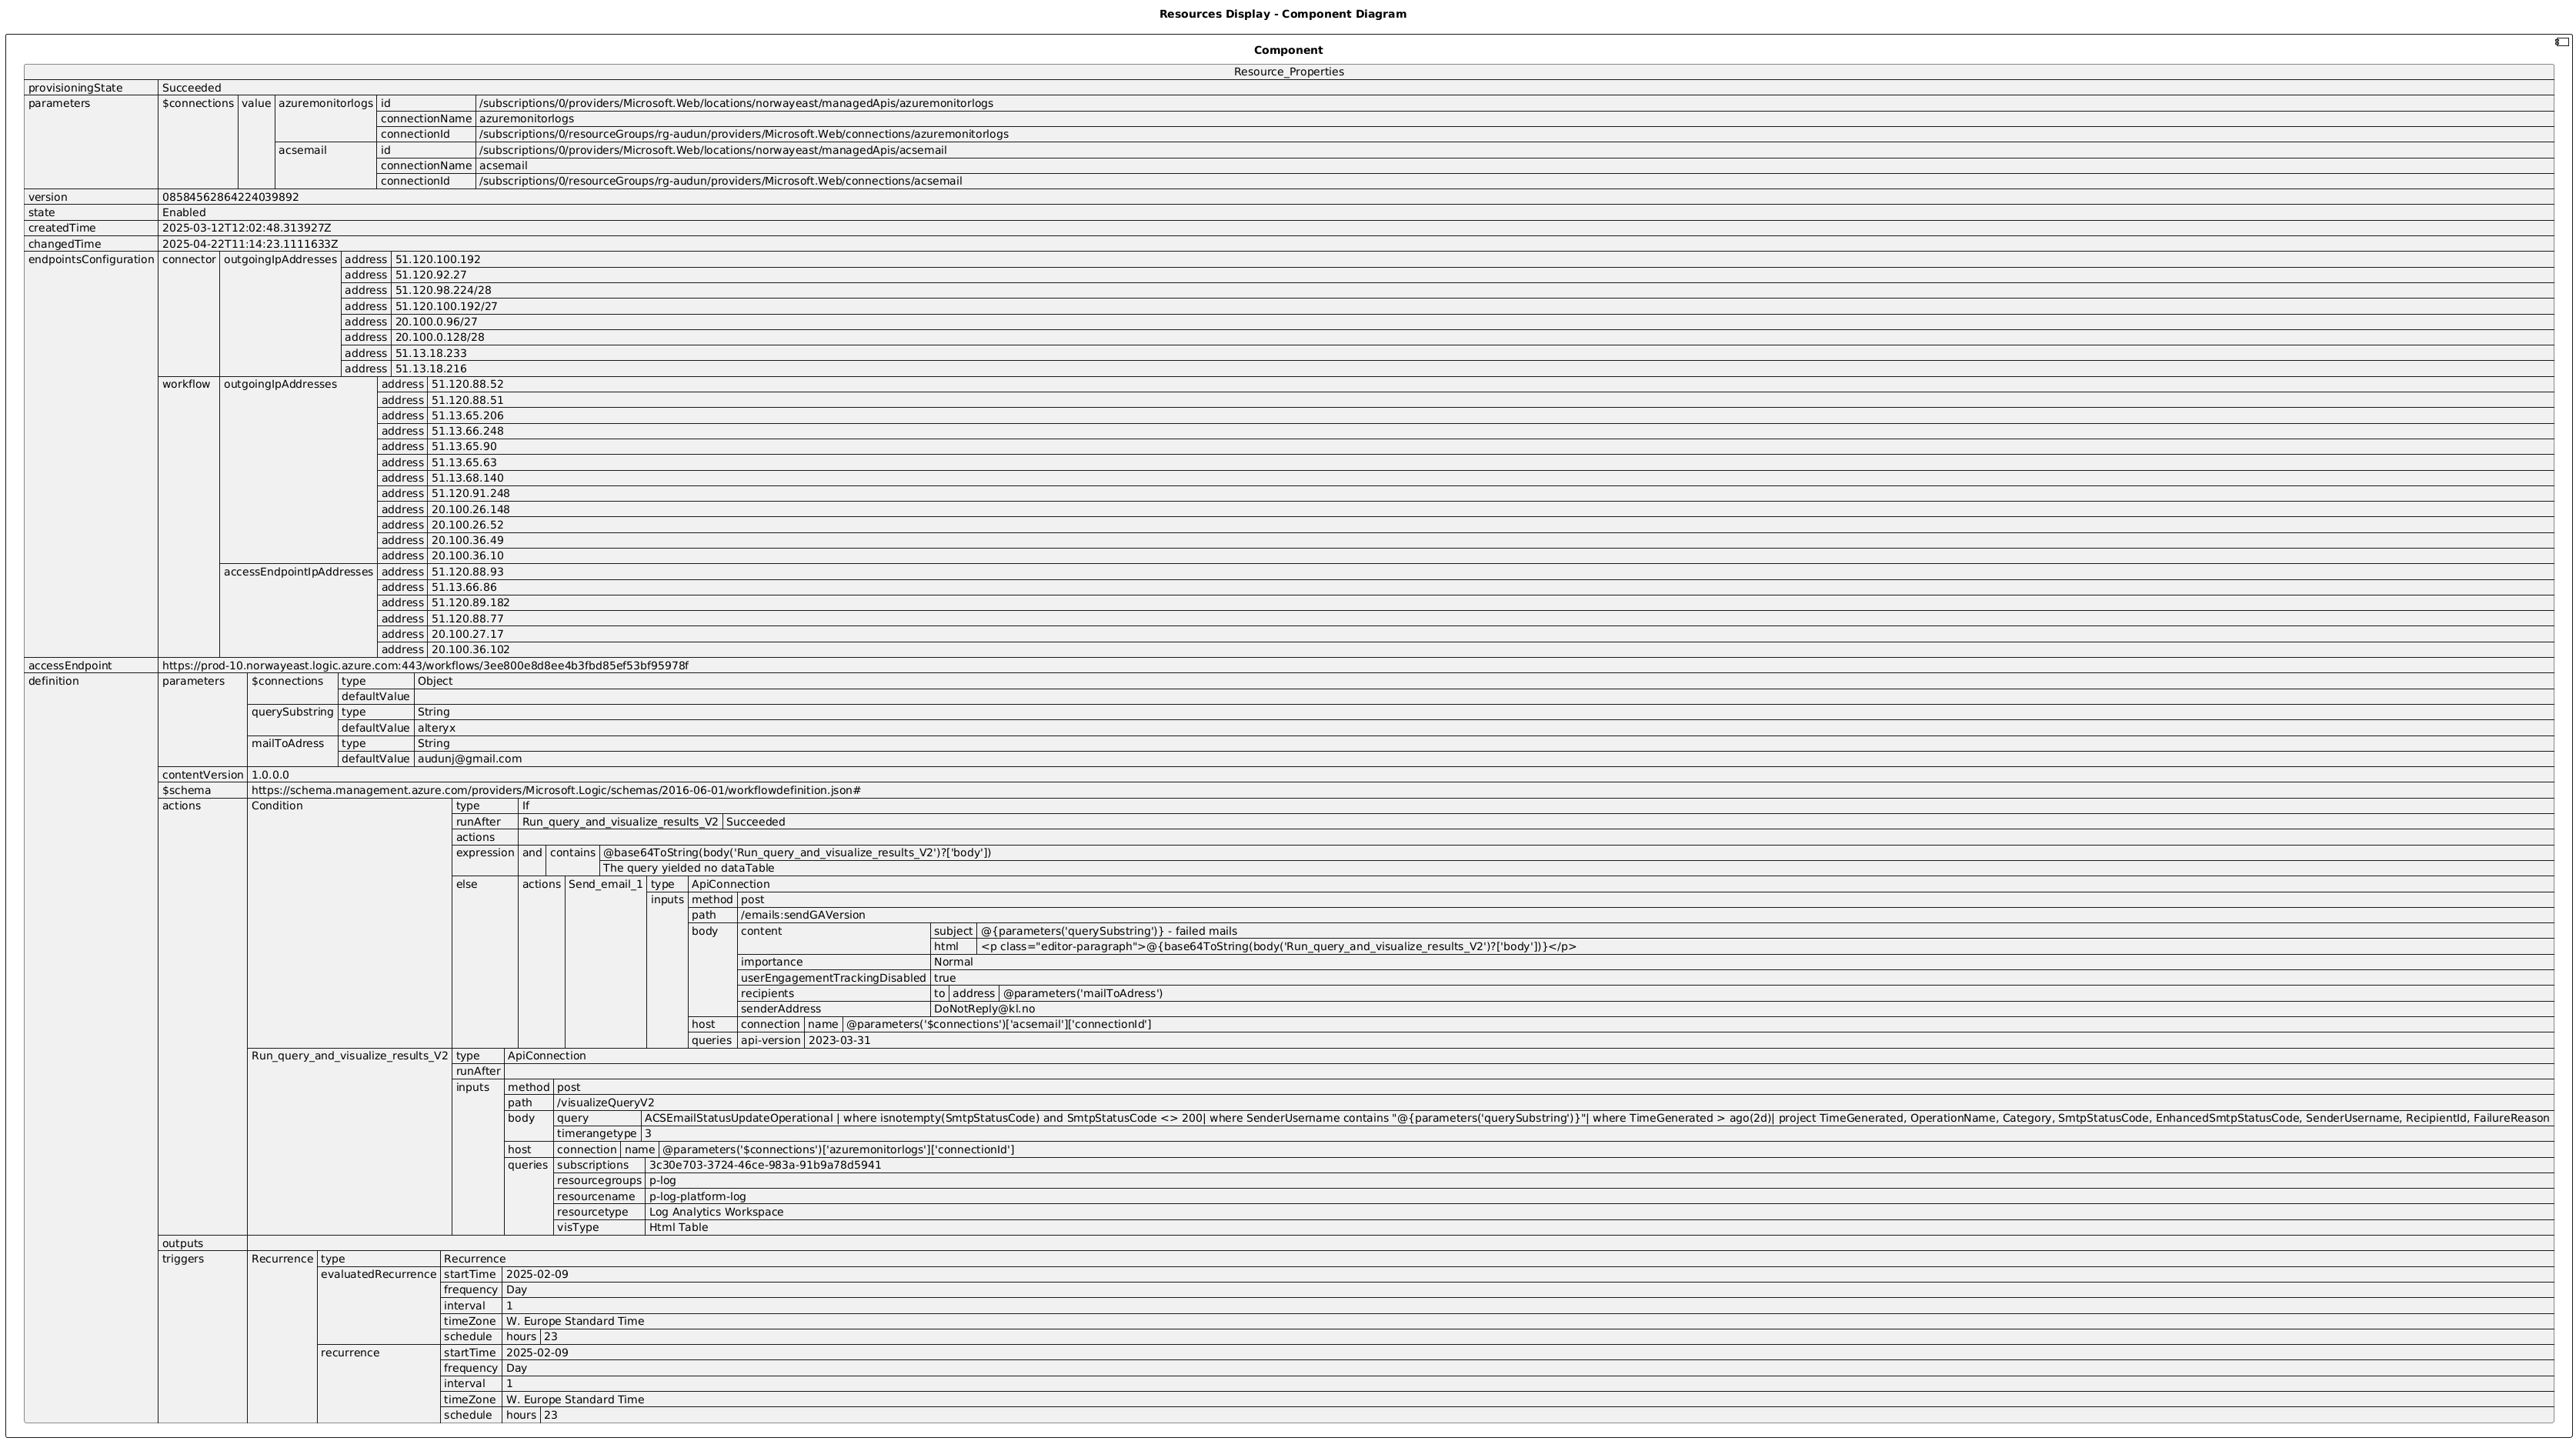 Resources Display - Component Diagram
Component
Resource_Properties
provisioningState Succeeded
parameters $connections value azuremonitorlogs id /subscriptions/0/providers/Microsoft.Web/locations/norwayeast/managedApis/azuremonitorlogs
connectionName azuremonitorlogs
connectionId /subscriptions/0/resourceGroups/rg-audun/providers/Microsoft.Web/connections/azuremonitorlogs
acsemail id /subscriptions/0/providers/Microsoft.Web/locations/norwayeast/managedApis/acsemail
connectionName acsemail
connectionId /subscriptions/0/resourceGroups/rg-audun/providers/Microsoft.Web/connections/acsemail
version 08584562864224039892
state Enabled
createdTime 2025-03-12T12:02:48.313927Z
changedTime 2025-04-22T11:14:23.1111633Z
endpointsConfiguration connector outgoingIpAddresses address 51.120.100.192
address 51.120.92.27
address 51.120.98.224/28
address 51.120.100.192/27
address 20.100.0.96/27
address 20.100.0.128/28
address 51.13.18.233
address 51.13.18.216
workflow outgoingIpAddresses address 51.120.88.52
address 51.120.88.51
address 51.13.65.206
address 51.13.66.248
address 51.13.65.90
address 51.13.65.63
address 51.13.68.140
address 51.120.91.248
address 20.100.26.148
address 20.100.26.52
address 20.100.36.49
address 20.100.36.10
accessEndpointIpAddresses address 51.120.88.93
address 51.13.66.86
address 51.120.89.182
address 51.120.88.77
address 20.100.27.17
address 20.100.36.102
accessEndpoint https://prod-10.norwayeast.logic.azure.com:443/workflows/3ee800e8d8ee4b3fbd85ef53bf95978f
definition parameters $connections type Object
defaultValue
querySubstring type String
defaultValue alteryx
mailToAdress type String
defaultValue audunj@gmail.com
contentVersion 1.0.0.0
$schema https://schema.management.azure.com/providers/Microsoft.Logic/schemas/2016-06-01/workflowdefinition.json#
actions Condition type If
runAfter Run_query_and_visualize_results_V2 Succeeded
actions
expression and contains @base64ToString(body('Run_query_and_visualize_results_V2')?['body'])
The query yielded no dataTable
else actions Send_email_1 type ApiConnection
inputs method post
path /emails:sendGAVersion
body content subject @{parameters('querySubstring')} - failed mails
html <p class="editor-paragraph">@{base64ToString(body('Run_query_and_visualize_results_V2')?['body'])}</p>
importance Normal
userEngagementTrackingDisabled true
recipients to address @parameters('mailToAdress')
senderAddress DoNotReply@kl.no
host connection name @parameters('$connections')['acsemail']['connectionId']
queries api-version 2023-03-31
Run_query_and_visualize_results_V2 type ApiConnection
runAfter
inputs method post
path /visualizeQueryV2
body query ACSEmailStatusUpdateOperational | where isnotempty(SmtpStatusCode) and SmtpStatusCode <> 200| where SenderUsername contains "@{parameters('querySubstring')}"| where TimeGenerated > ago(2d)| project TimeGenerated, OperationName, Category, SmtpStatusCode, EnhancedSmtpStatusCode, SenderUsername, RecipientId, FailureReason
timerangetype 3
host connection name @parameters('$connections')['azuremonitorlogs']['connectionId']
queries subscriptions 3c30e703-3724-46ce-983a-91b9a78d5941
resourcegroups p-log
resourcename p-log-platform-log
resourcetype Log Analytics Workspace
visType Html Table
outputs
triggers Recurrence type Recurrence
evaluatedRecurrence startTime 2025-02-09
frequency Day
interval 1
timeZone W. Europe Standard Time
schedule hours 23
recurrence startTime 2025-02-09
frequency Day
interval 1
timeZone W. Europe Standard Time
schedule hours 23